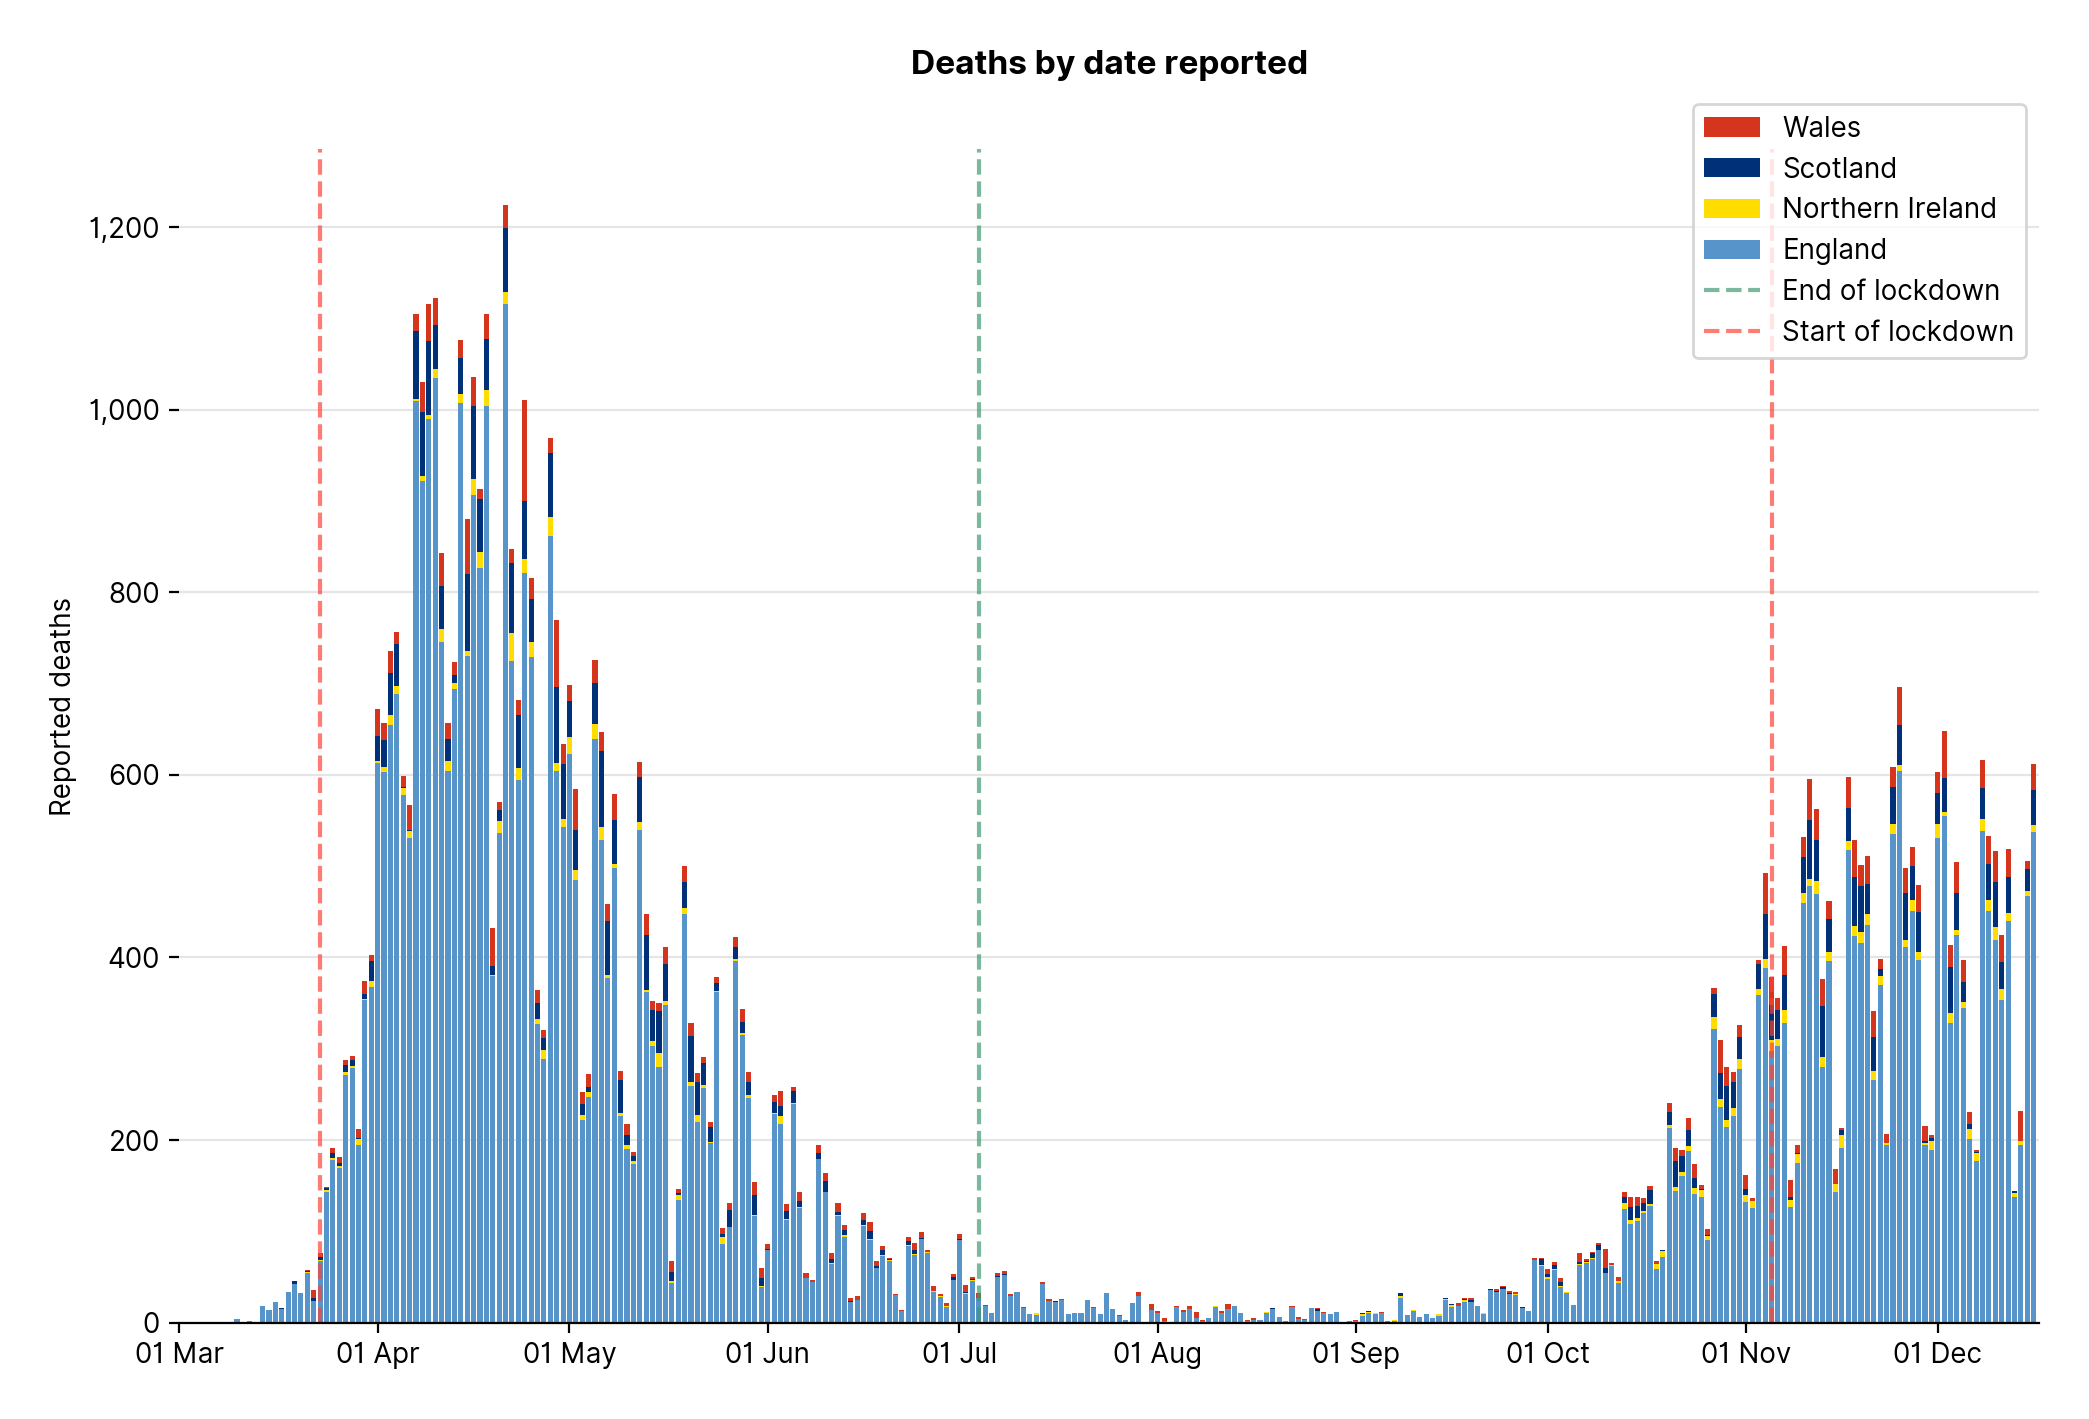 Deaths by date reported
Wales
Scotland
Northern Ireland
England
End of lockdown
Start of lockdown
1,200
1,000
800
600
400
200
0
Reported deaths
01 Mar
01 Apr
01 May
01 Jun
01 Jul
01 Aug
01 Sep
01 Oct
01 Nov
01 Dec